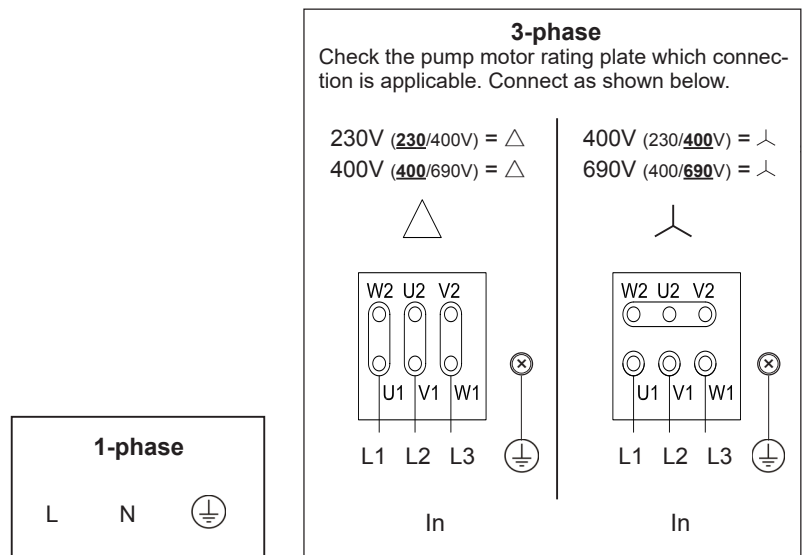 3-phase
Check the pump motor rating plate which connec-
tion is applicable. Connect as shown below.
230V (230/400V) = △
400V (400/690V) = △
W2 U2 V2
U1 V1 W1
L1 L2 L3
In
400V (230/400V) = ⅄
690V (400/690V) = ⅄
W2 U2 V2
U1 V1 W1
L1 L2 L3
In
1-phase
L N